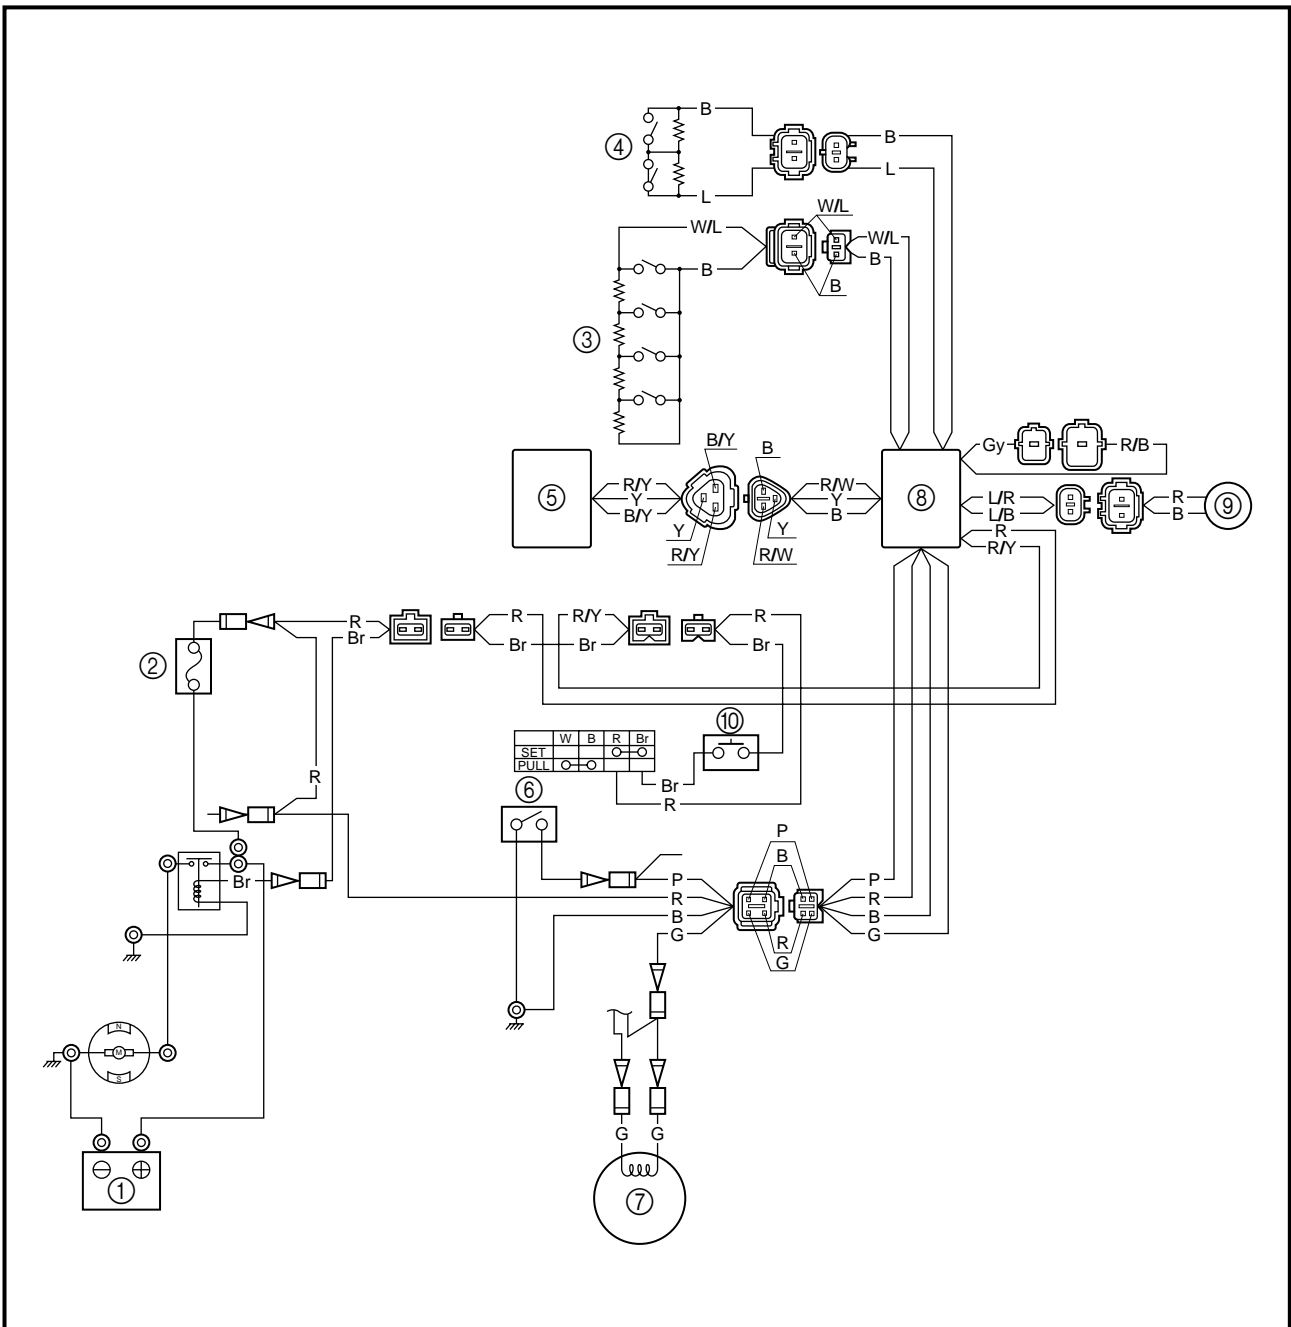 B
B
④
L
L
W/L
W/L
W/L
B
B
B
③
B/Y
B
Gy
R/B
R/Y
R/W
⑤
Y
Y
⑧
L/R
R
⑨
B/Y
B
L/B
B
Y
Y
R
R/Y
R/W
R/Y
R
R
R/Y
R
Br
Br
Br
Br
②
⑩
W B R Br
SET
PULL
R
Br
⑥
R
P
B
Br
P
P
R
R
B
B
G
R
G
G
N
M
S
G
G
①
⑦